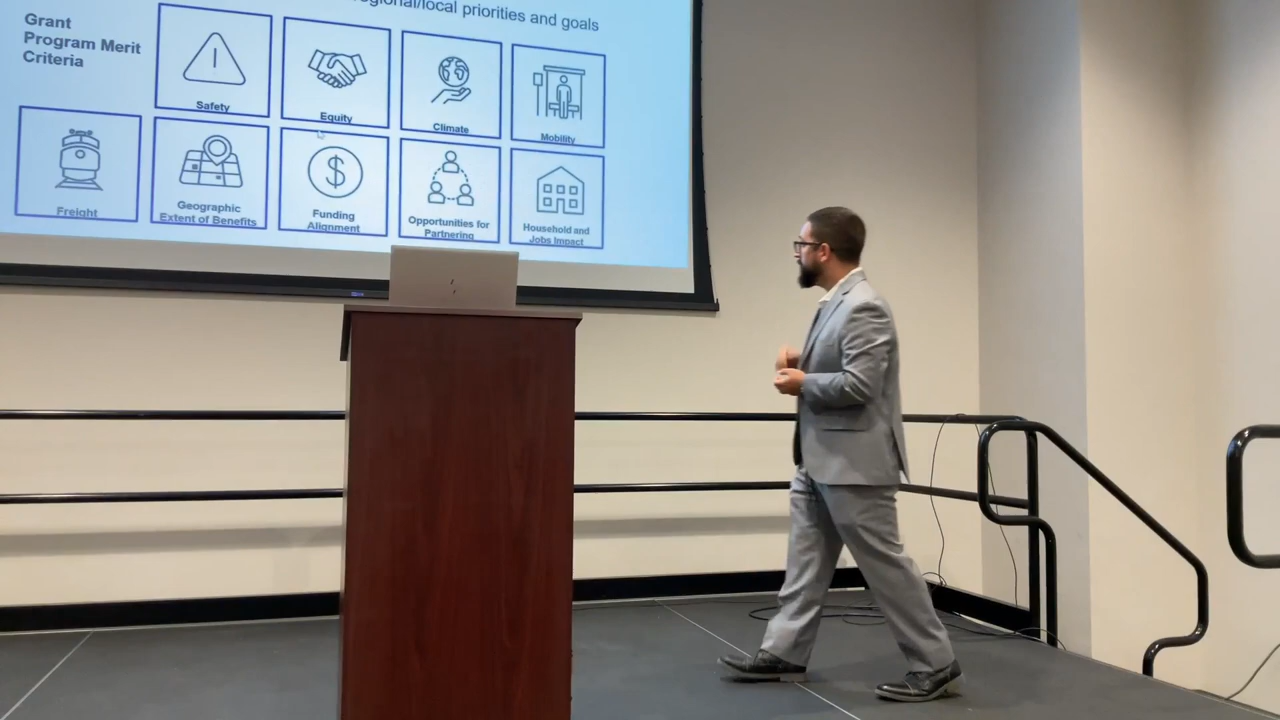 regional/local priorities and goals
Grant
Program Merit
Criteria
Safety
Equity
Climate
Mobility
Freight
Geographic
Extent of Benefits
Funding
Alignment
Opportunities for
Partnering
Household and
Jobs Impact